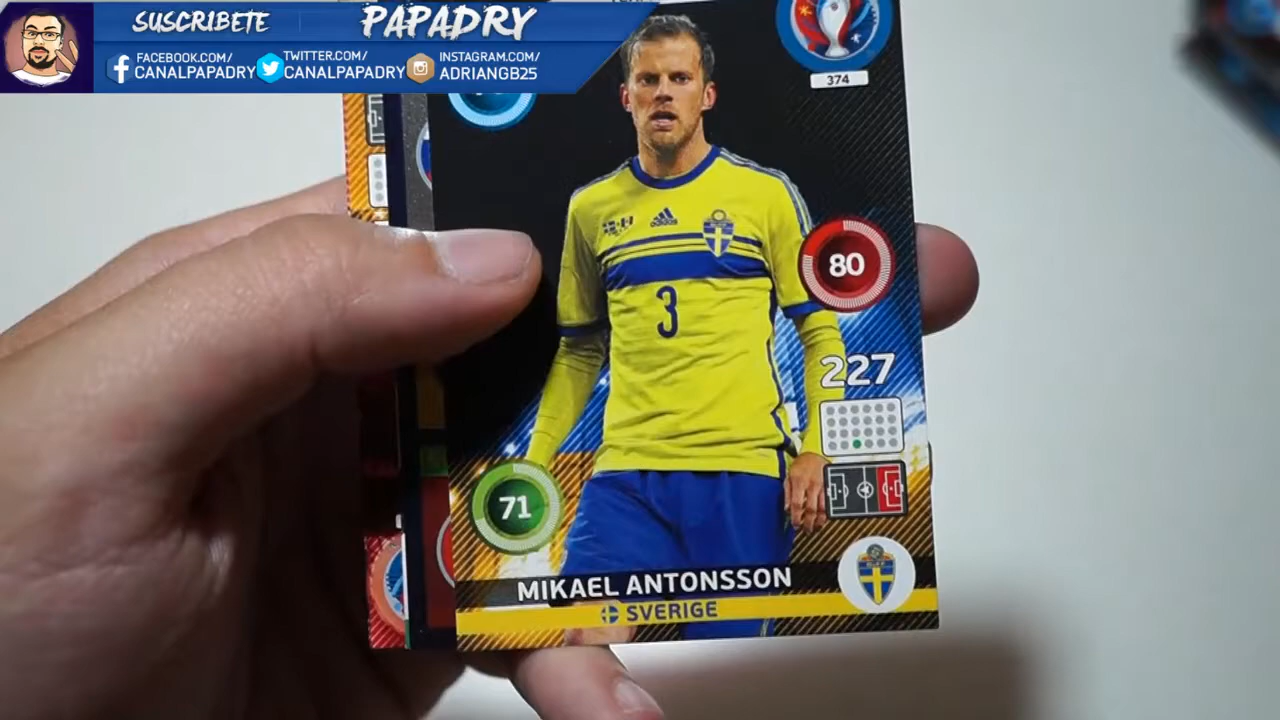 SUSCRIBETE
PAPADRY
FACEBOOK.COM/
CANALPAPADRY
TWITTER.COM/
CANALPAPADRY
INSTAGRAM.COM/
ADRIANGB25
374
adidas
80
3
227
71
MIKAEL ANTONSSON
SVERIGE